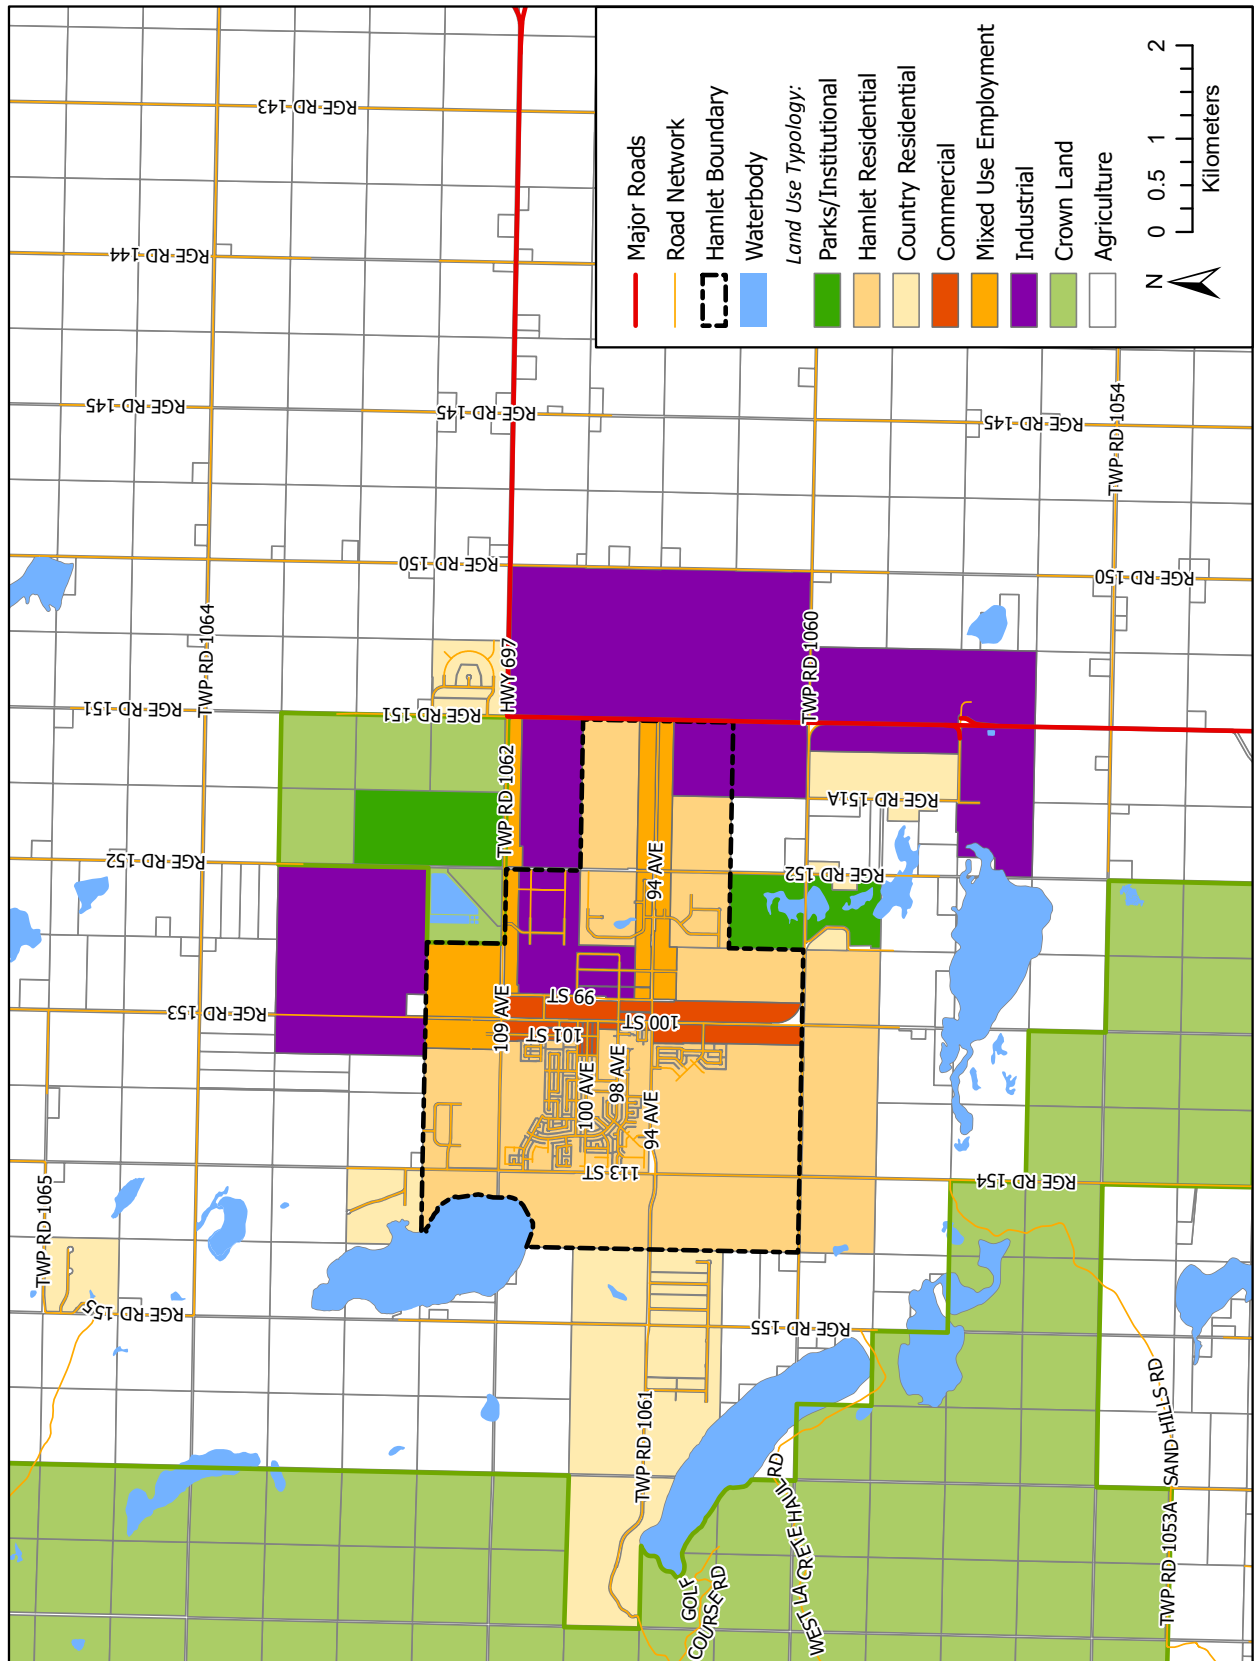 RGE RD 143
RGE RD 144
RGE RD 145
RGE RD 145
RGE RD 145
TWP RD 1054
RGE RD 150
RGE RD 150
TWP RD 1064
HWY 697
TWP RD 1060
RGE RD 151
RGE RD 151
TWP RD 1062
RGE RD 151A
RGE RD 152
RGE RD 152
94 AVE
RGE RD 153
109 AVE
99 ST
100 ST
101 ST
100 AVE
98 AVE
94 AVE
113 ST
RGE RD 154
TWP RD 1065
RGE RD 155
RGE RD 155
TWP RD 1061
SAND HILLS RD
WEST LA CRETE HAUL RD
GOLF
COURSE RD
TWP RD 1053A
Major Roads
Road Network
Hamlet Boundary
Waterbody
Land Use Typology:
Parks/Institutional
Hamlet Residential
Country Residential
Commercial
Mixed Use Employment
Industrial
Crown Land
Agriculture
N
0 0.5 1 2
Kilometers